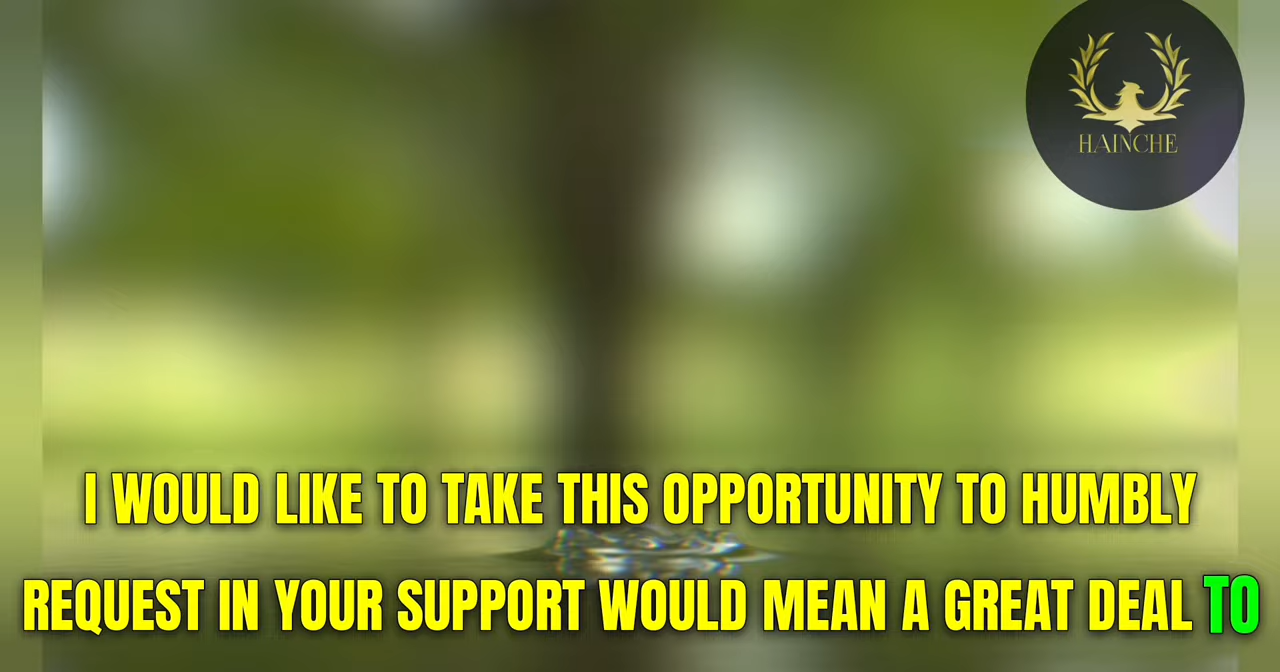 HAINCHE
I WOULD LIKE TO TAKE THIS OPPORTUNITY TO HUMBLY
REQUEST IN YOUR SUPPORT WOULD MEAN A GREAT DEAL TO